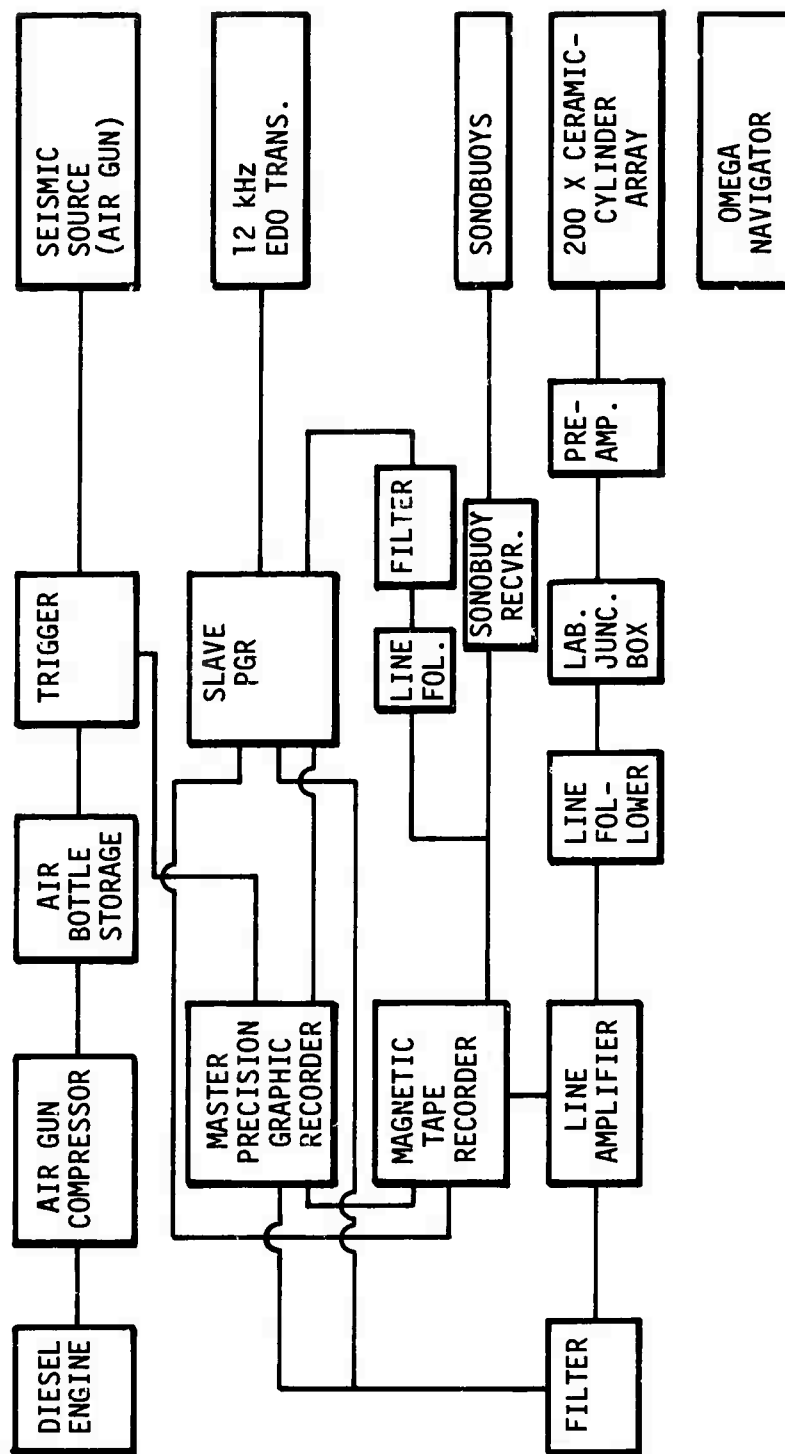 DIESEL
ENGINE
AIR GUN
COMPRESSOR
AIR
BOTTLE
STORAGE
TRIGGER
SEISMIC
SOURCE
(AIR GUN)
MASTER
PRECISION
GRAPHIC
RECORDER
SLAVE
PGR
12 kHz
EDO TRANS.
MAGNETIC
TAPE
RECORDER
LINE
FOL.
FILTER
SONOBUOY
RECVR.
SONOBUOYS
FILTER
LINE
AMPLIFIER
LINE
FOL-
LOWER
LAB.
JUNC.
BOX
PRE-
AMP.
200 X CERAMIC-
CYLINDER
ARRAY
OMEGA
NAVIGATOR